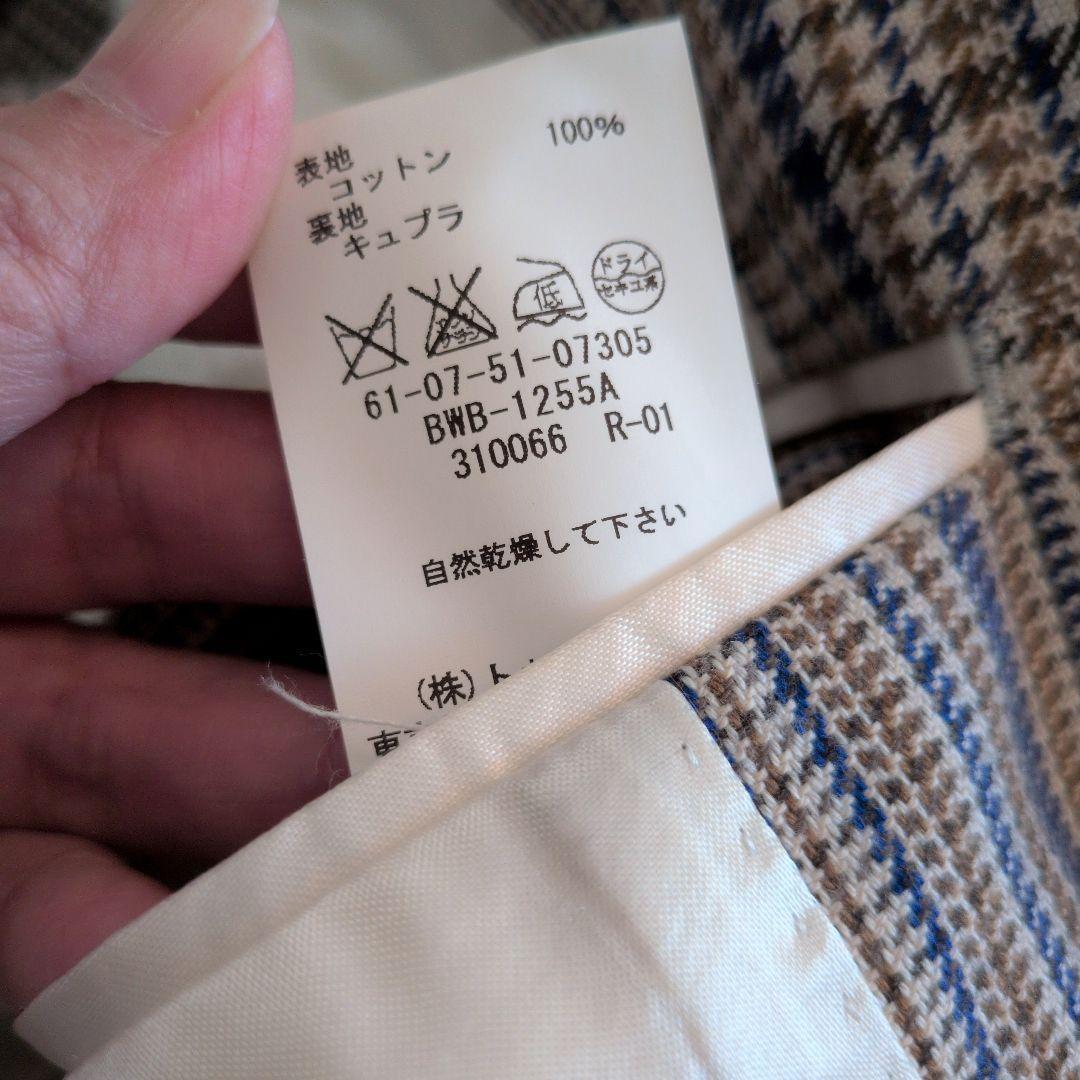 表地
コットン 100%
裏地
キュプラ
低
ドライ
セキユ系
61-07-51-07305
BWB-1255A
310066 R-01
自然乾燥して下さい
(株)ト
東